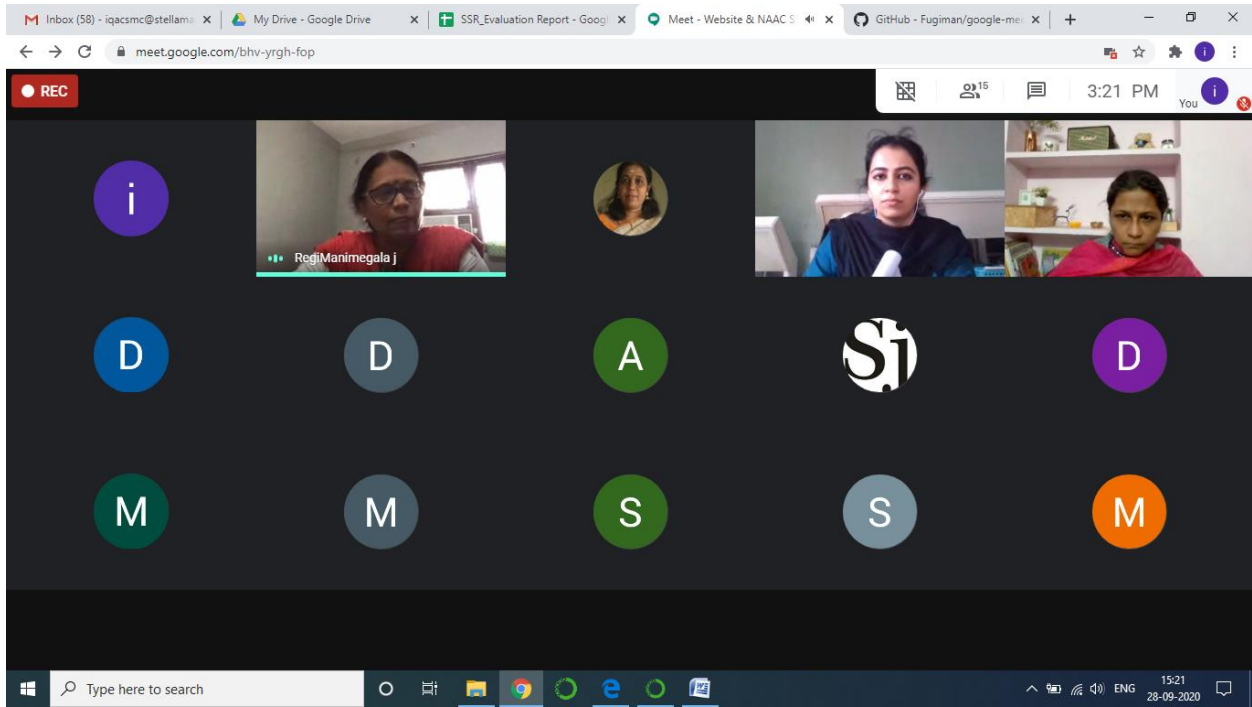 Inbox (58) - iqacsmc@stellama
My Drive - Google Drive
SSR_Evaluation Report - Googl
Meet - Website & NAAC S
GitHub - Fugiman/google-mee
meet.google.com/bhv-yrgh-fop
i
REC
15
3:21 PM
You
i
i
RegiManimegala j
D
D
A
Sj
D
M
M
S
S
M
Type here to search
ENG
15:21
28-09-2020